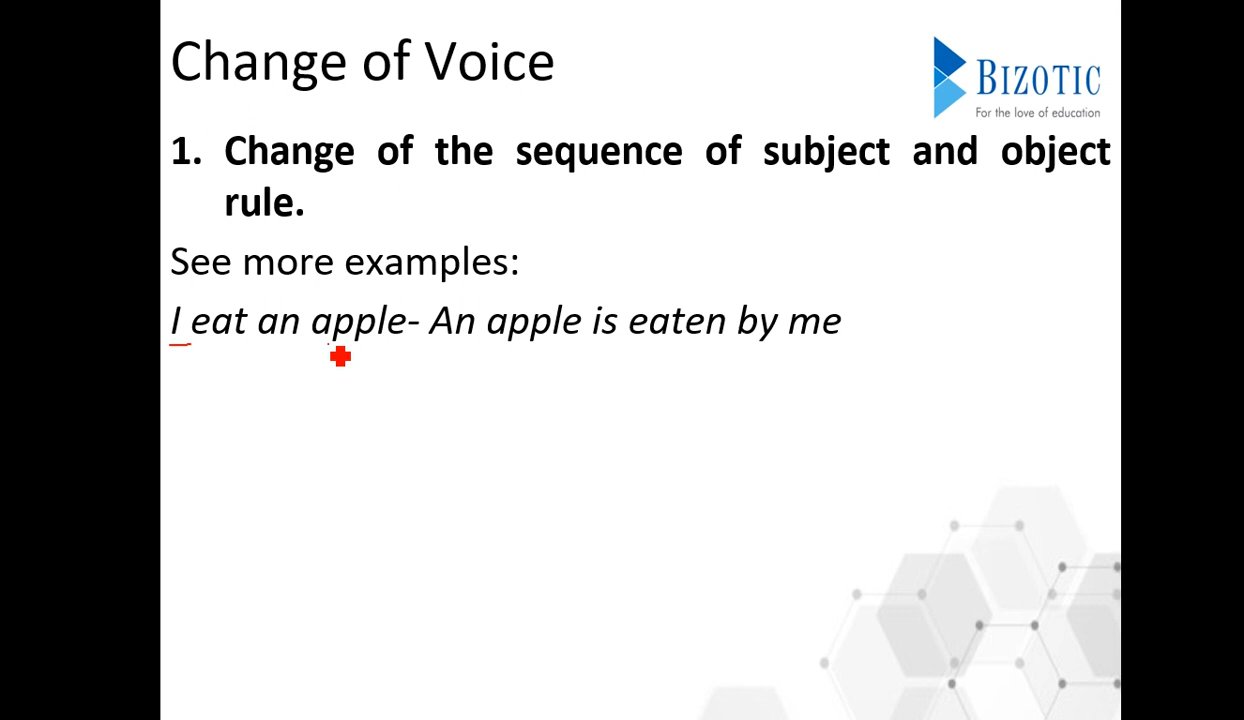 Change of Voice
BIZOTIC
For the love of education
1. Change of the sequence of subject and object
rule.
See more examples:
I eat an apple- An apple is eaten by me